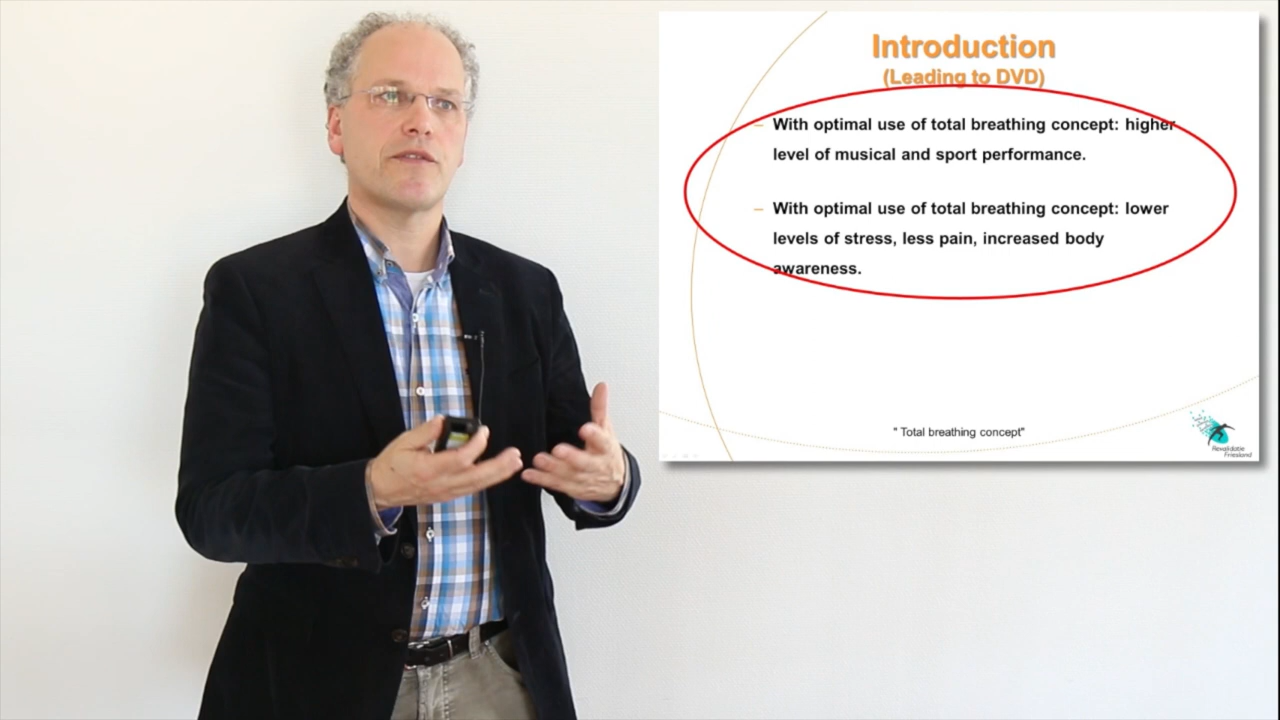 Introduction
(Leading to DVD)
– With optimal use of total breathing concept: higher
level of musical and sport performance.
– With optimal use of total breathing concept: lower
levels of stress, less pain, increased body
awareness.
" Total breathing concept"
Revalidatie
Friesland